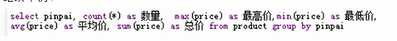 select pinpai, count(*) as 数量, max(price) as 最高价,min(price) as 最低价,
avg(price) as 平均价, sum(price) as 总价 from product group by pinpai